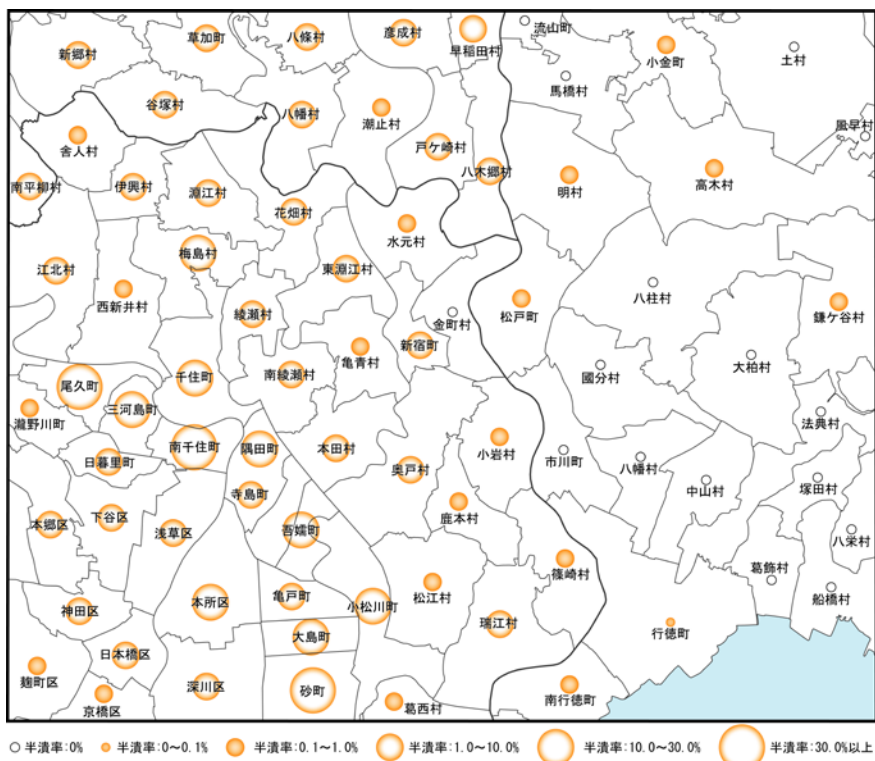 流山町
草加町
八條村
彦成村
早稲田村
小金町
土村
新郷村
馬橋村
谷塚村
八幡村
潮止村
風早村
舎人村
戸ケ崎村
八木郷村
明村
高木村
南平柳村
伊興村
淵江村
花畑村
水元村
梅島村
江北村
東淵江村
西新井村
八柱村
綾瀬村
金町村
松戸町
鎌ケ谷村
新宿町
亀青村
大柏村
尾久町
千住町
南綾瀬村
國分村
三河島町
瀧野川町
法典村
南千住町
隅田町
本田村
小岩村
日暮里町
奥戸村
市川町
八幡村
中山村
塚田村
寺島町
本郷区
下谷区
浅草区
吾嬬町
鹿本村
八栄村
篠崎村
葛飾村
神田区
本所区
亀戸町
小松川町
松江村
船橋村
大島町
瑞江村
行徳町
日本橋区
麹町区
深川区
砂町
南行徳町
京橋区
葛西村
半潰率:0%
半潰率:0～0.1%
半潰率:0.1～1.0%
半潰率:1.0～10.0%
半潰率:10.0～30.0%
半潰率:30.0%以上